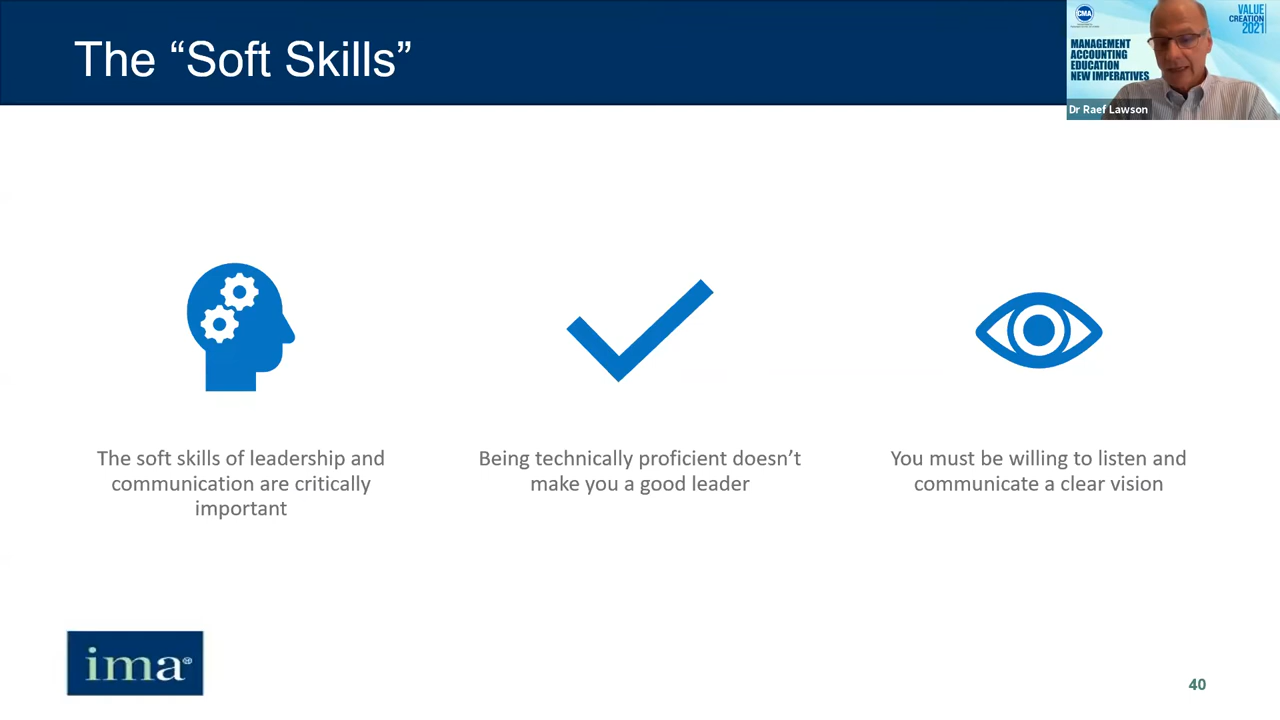 The “Soft Skills”
CMA
VALUE
CREATION
2021
MANAGEMENT
ACCOUNTING
EDUCATION
NEW IMPERATIVES
Dr Raef Lawson
The soft skills of leadership and
communication are critically
important
Being technically proficient doesn’t
make you a good leader
You must be willing to listen and
communicate a clear vision
ima®
40